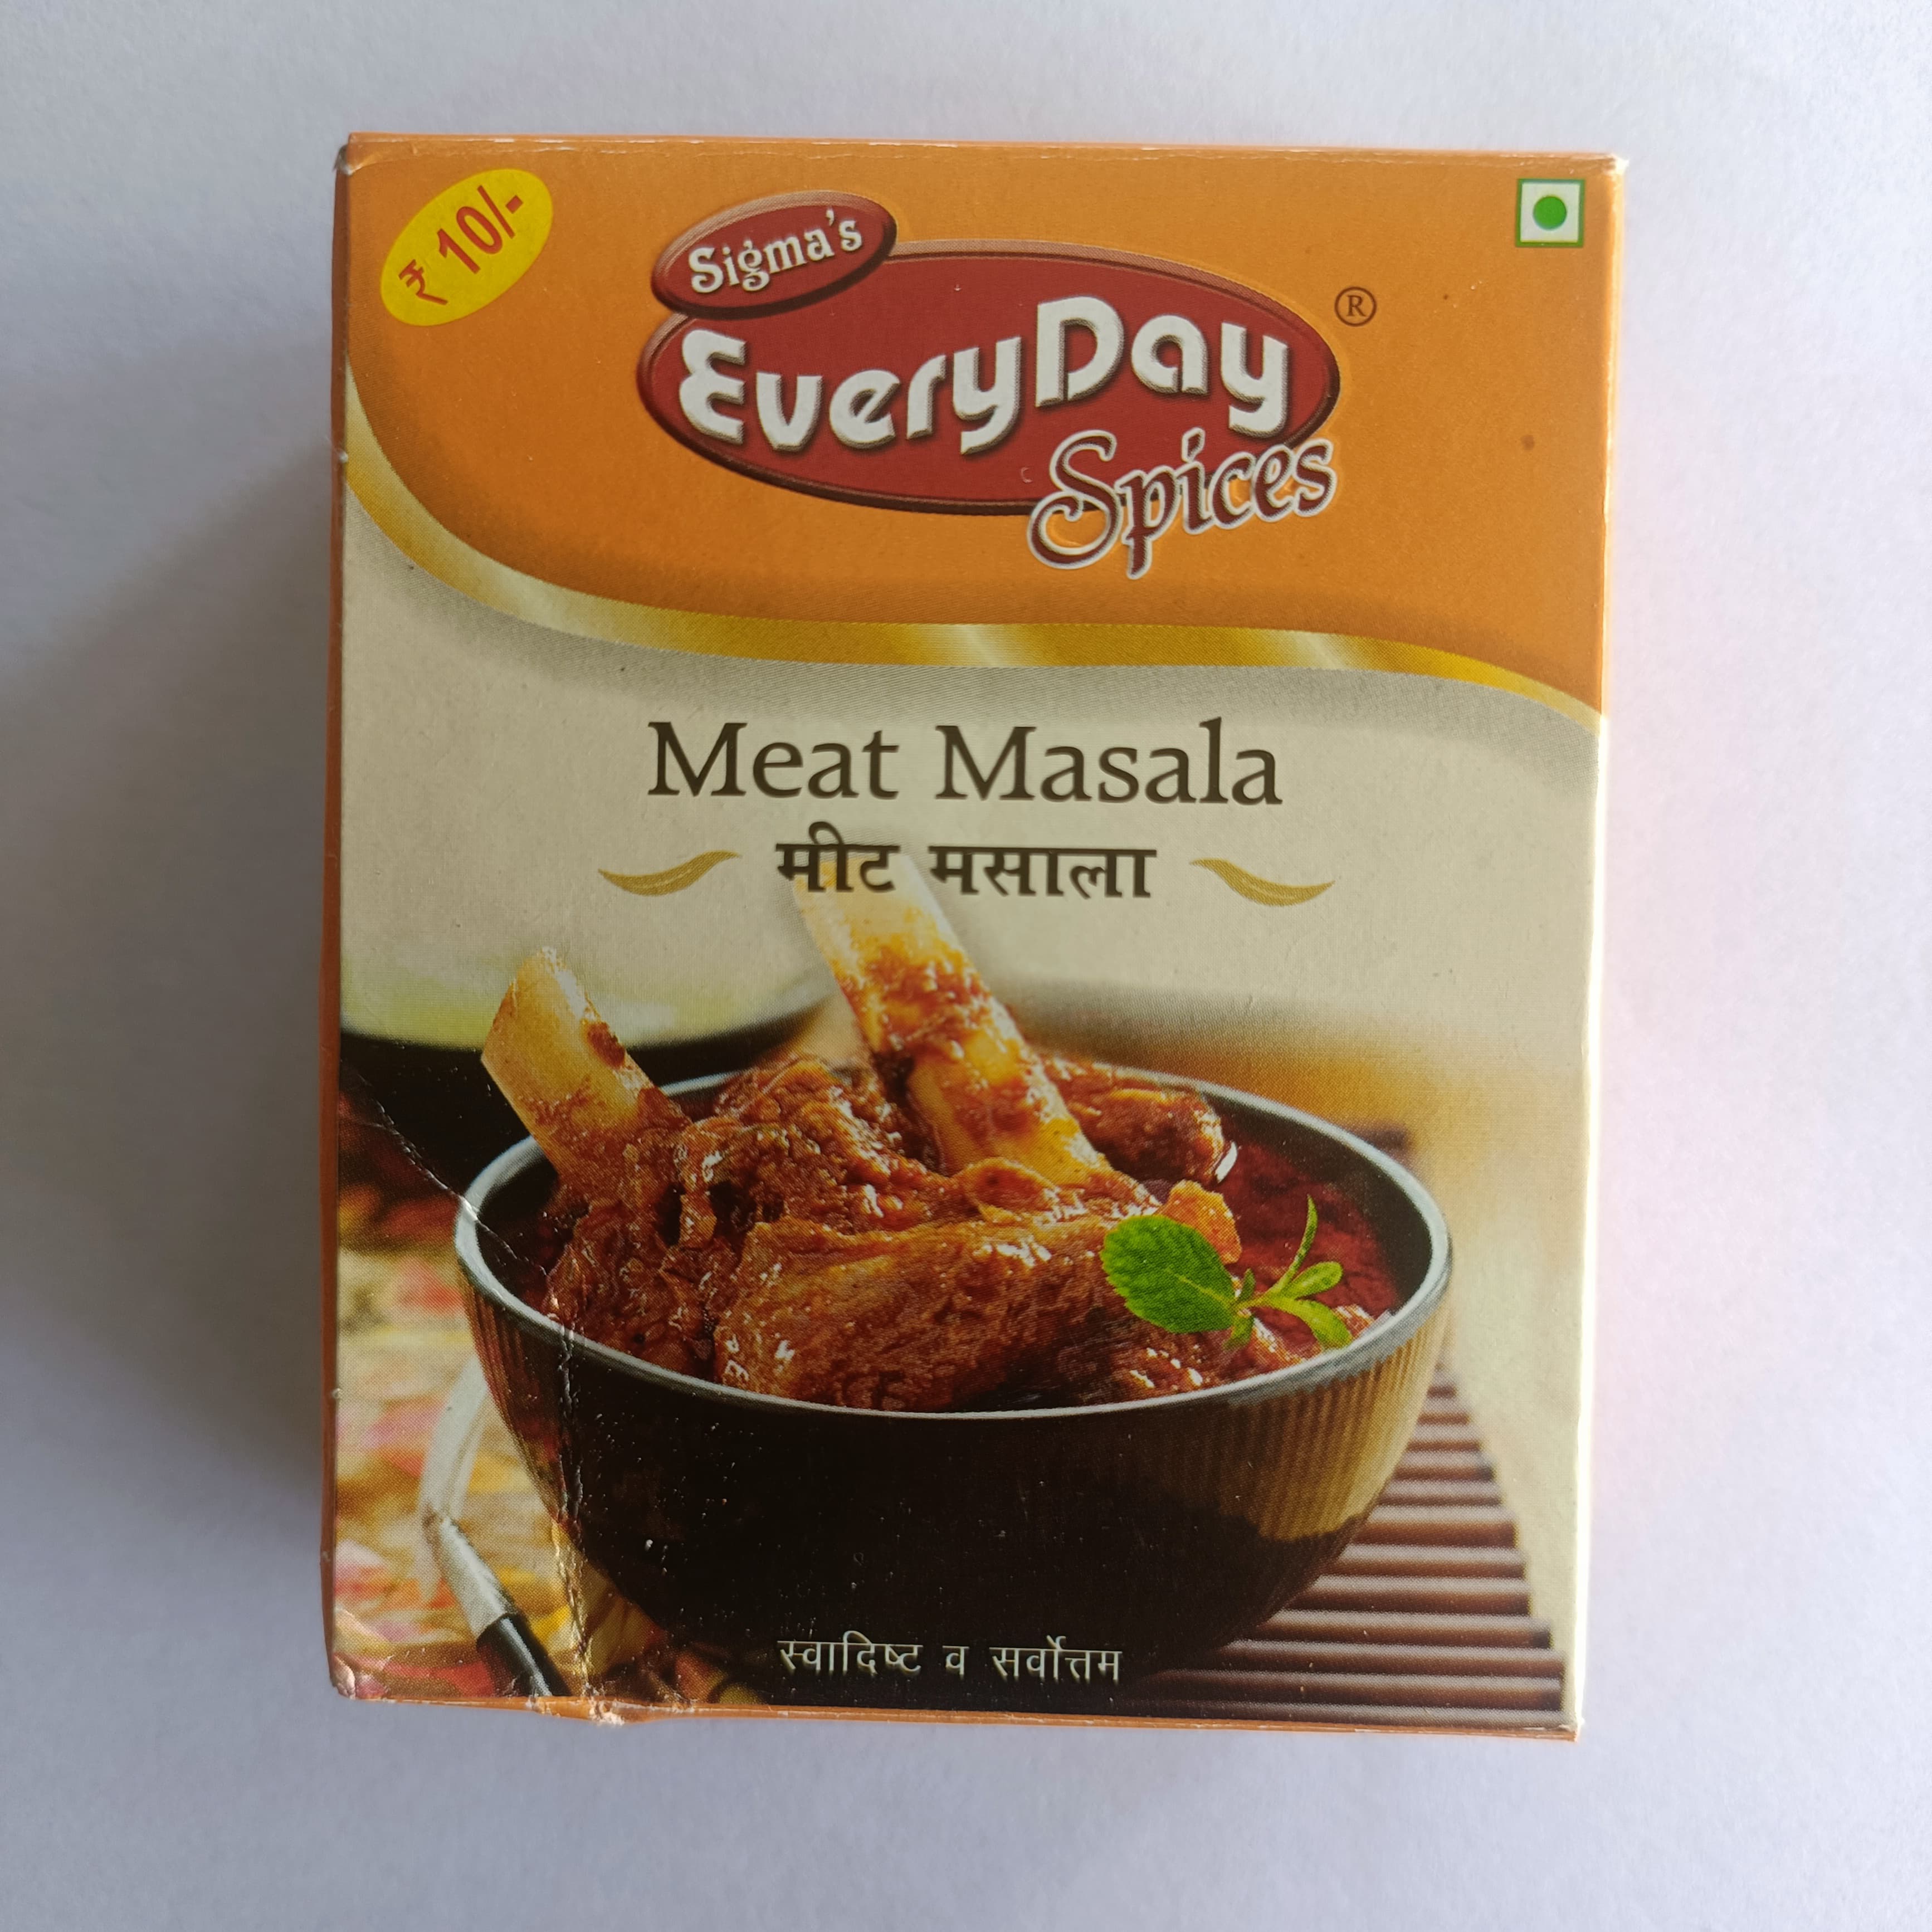 ₹ 10/-
Sigma's
EveryDay
®
Spices
Meat Masala
मीट मसाला
स्वादिष्ट व सर्वोत्तम